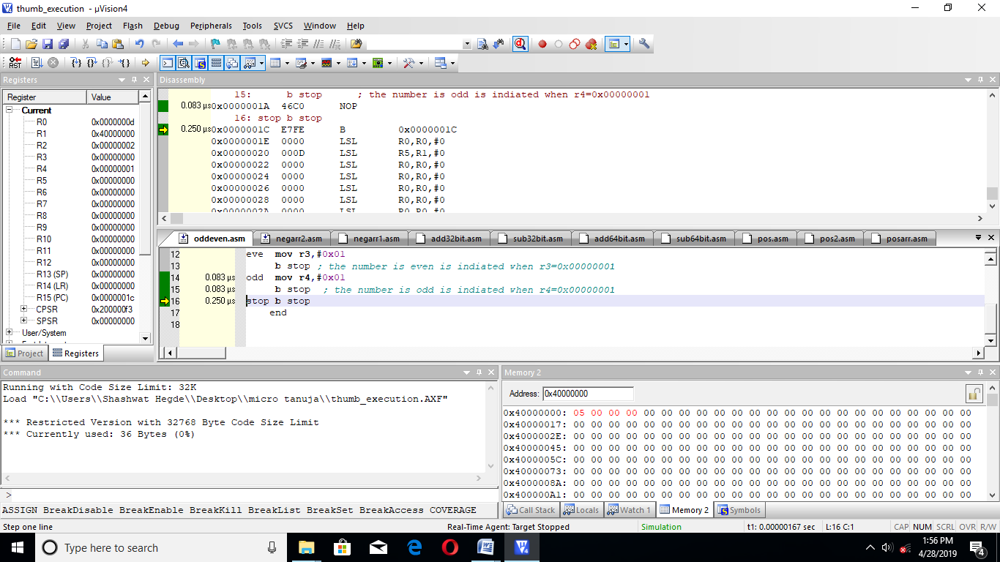 thumb_execution - µVision4
File Edit View Project Flash Debug Peripherals Tools SVCS Window Help
RST
Registers
Register Value
Current
R0 0x0000000d
R1 0x40000000
R2 0x00000002
R3 0x00000000
R4 0x00000001
R5 0x00000000
R6 0x00000000
R7 0x00000000
R8 0x00000000
R9 0x00000000
R10 0x00000000
R11 0x00000000
R12 0x00000000
R13 (SP) 0x00000000
R14 (LR) 0x00000000
R15 (PC) 0x0000001c
CPSR 0x200000f3
SPSR 0x00000000
User/System
Project Registers
Disassembly
15: b stop ; the number is odd is indiated when r4=0x00000001
0.083 µs 0x0000001A 46C0 NOP
16: stop b stop
0.250 µs 0x0000001C E7FE B 0x0000001C
0x0000001E 0000 LSL R0,R0,#0
0x00000020 000D LSL R5,R1,#0
0x00000022 0000 LSL R0,R0,#0
0x00000024 0000 LSL R0,R0,#0
0x00000026 0000 LSL R0,R0,#0
0x00000028 0000 LSL R0,R0,#0
0x0000002A 0000 LSL R0,R0,#0
oddeven.asm negarr2.asm negarr1.asm add32bit.asm sub32bit.asm add64bit.asm sub64bit.asm pos.asm pos2.asm posarr.asm
12 eve mov r3,#0x01
13 b stop ; the number is even is indiated when r3=0x00000001
14 0.083 µs odd mov r4,#0x01
15 0.083 µs b stop ; the number is odd is indiated when r4=0x00000001
16 0.250 µs stop b stop
17 end
18
Command
Running with Code Size Limit: 32K
Load "C:\\Users\\Shashwat Hegde\\Desktop\\micro tanuja\\thumb_execution.AXF"
*** Restricted Version with 32768 Byte Code Size Limit
*** Currently used: 36 Bytes (0%)
>
ASSIGN BreakDisable BreakEnable BreakKill BreakList BreakSet BreakAccess COVERAGE
Memory 2
Address: 0x40000000
0x40000000: 05 00 00 00 00 00 00 00 00 00 00 00 00 00 00 00 00 00 00 00 00 00 00
0x40000017: 00 00 00 00 00 00 00 00 00 00 00 00 00 00 00 00 00 00 00 00 00 00 00
0x4000002E: 00 00 00 00 00 00 00 00 00 00 00 00 00 00 00 00 00 00 00 00 00 00 00
0x40000045: 00 00 00 00 00 00 00 00 00 00 00 00 00 00 00 00 00 00 00 00 00 00 00
0x4000005C: 00 00 00 00 00 00 00 00 00 00 00 00 00 00 00 00 00 00 00 00 00 00 00
0x40000073: 00 00 00 00 00 00 00 00 00 00 00 00 00 00 00 00 00 00 00 00 00 00 00
0x4000008A: 00 00 00 00 00 00 00 00 00 00 00 00 00 00 00 00 00 00 00 00 00 00 00
0x400000A1: 00 00 00 00 00 00 00 00 00 00 00 00 00 00 00 00 00 00 00 00 00 00 00
Call Stack Locals Watch 1 Memory 2 Symbols
Step one line Real-Time Agent: Target Stopped Simulation t1: 0.00000167 sec L:16 C:1 CAP NUM SCRL OVR R/W
Type here to search
1:56 PM
4/28/2019
4